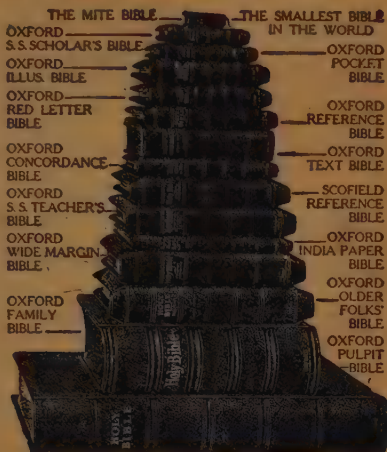 THE MITE BIBLE
THE SMALLEST BIBLE
IN THE WORLD
OXFORD
S. S. SCHOLAR'S BIBLE
OXFORD
POCKET
BIBLE
OXFORD
ILLUS. BIBLE
OXFORD
RED LETTER
BIBLE
OXFORD
REFERENCE
BIBLE
OXFORD
CONCORDANCE
BIBLE
OXFORD
TEXT BIBLE
OXFORD
S. S. TEACHER'S
BIBLE
SCOFIELD
REFERENCE
BIBLE
OXFORD
WIDE MARGIN
BIBLE
OXFORD
INDIA PAPER
BIBLE
OXFORD
OLDER
FOLKS'
BIBLE
OXFORD
FAMILY
BIBLE
OXFORD
PULPIT
BIBLE
Holy Bible
HOLY
BIBLE